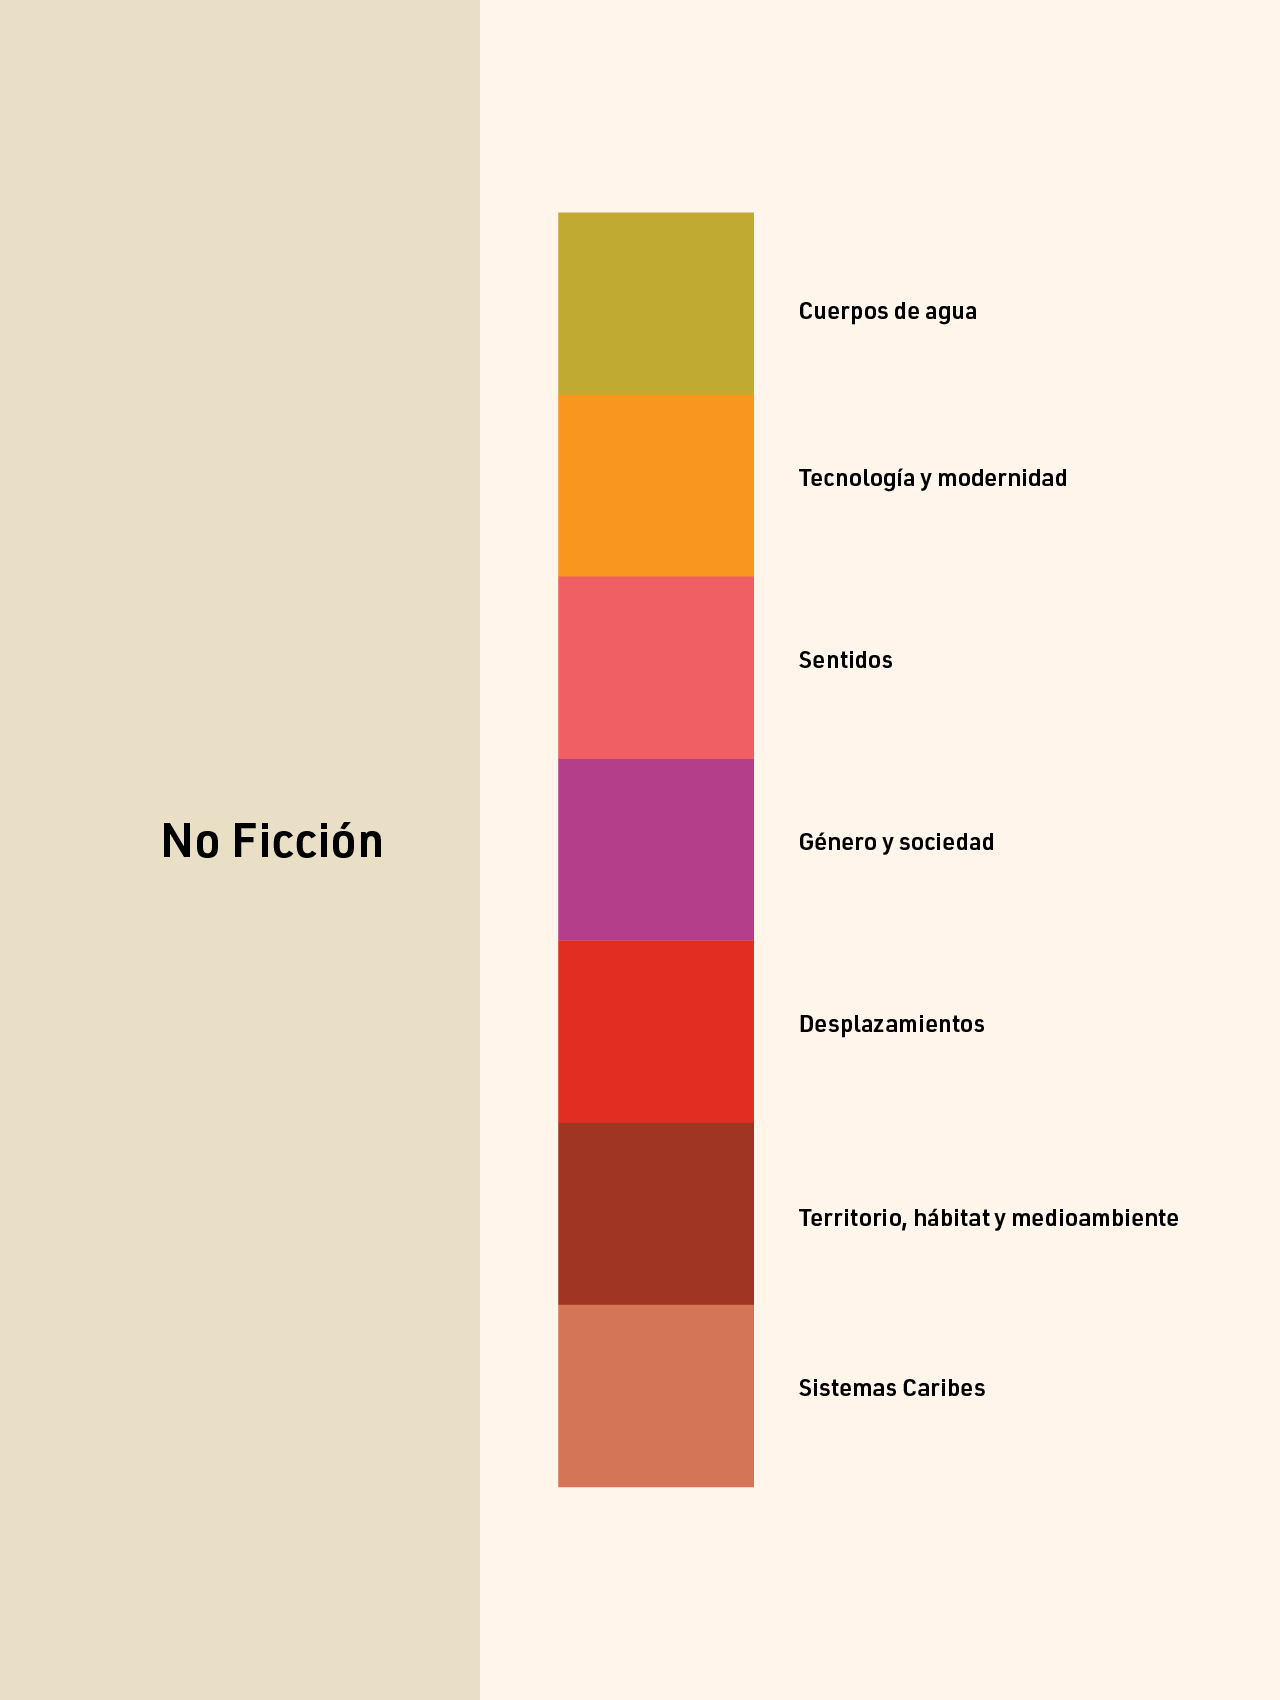 No Ficción
Cuerpos de agua
Tecnología y modernidad
Sentidos
Género y sociedad
Desplazamientos
Territorio, hábitat y medioambiente
Sistemas Caribes